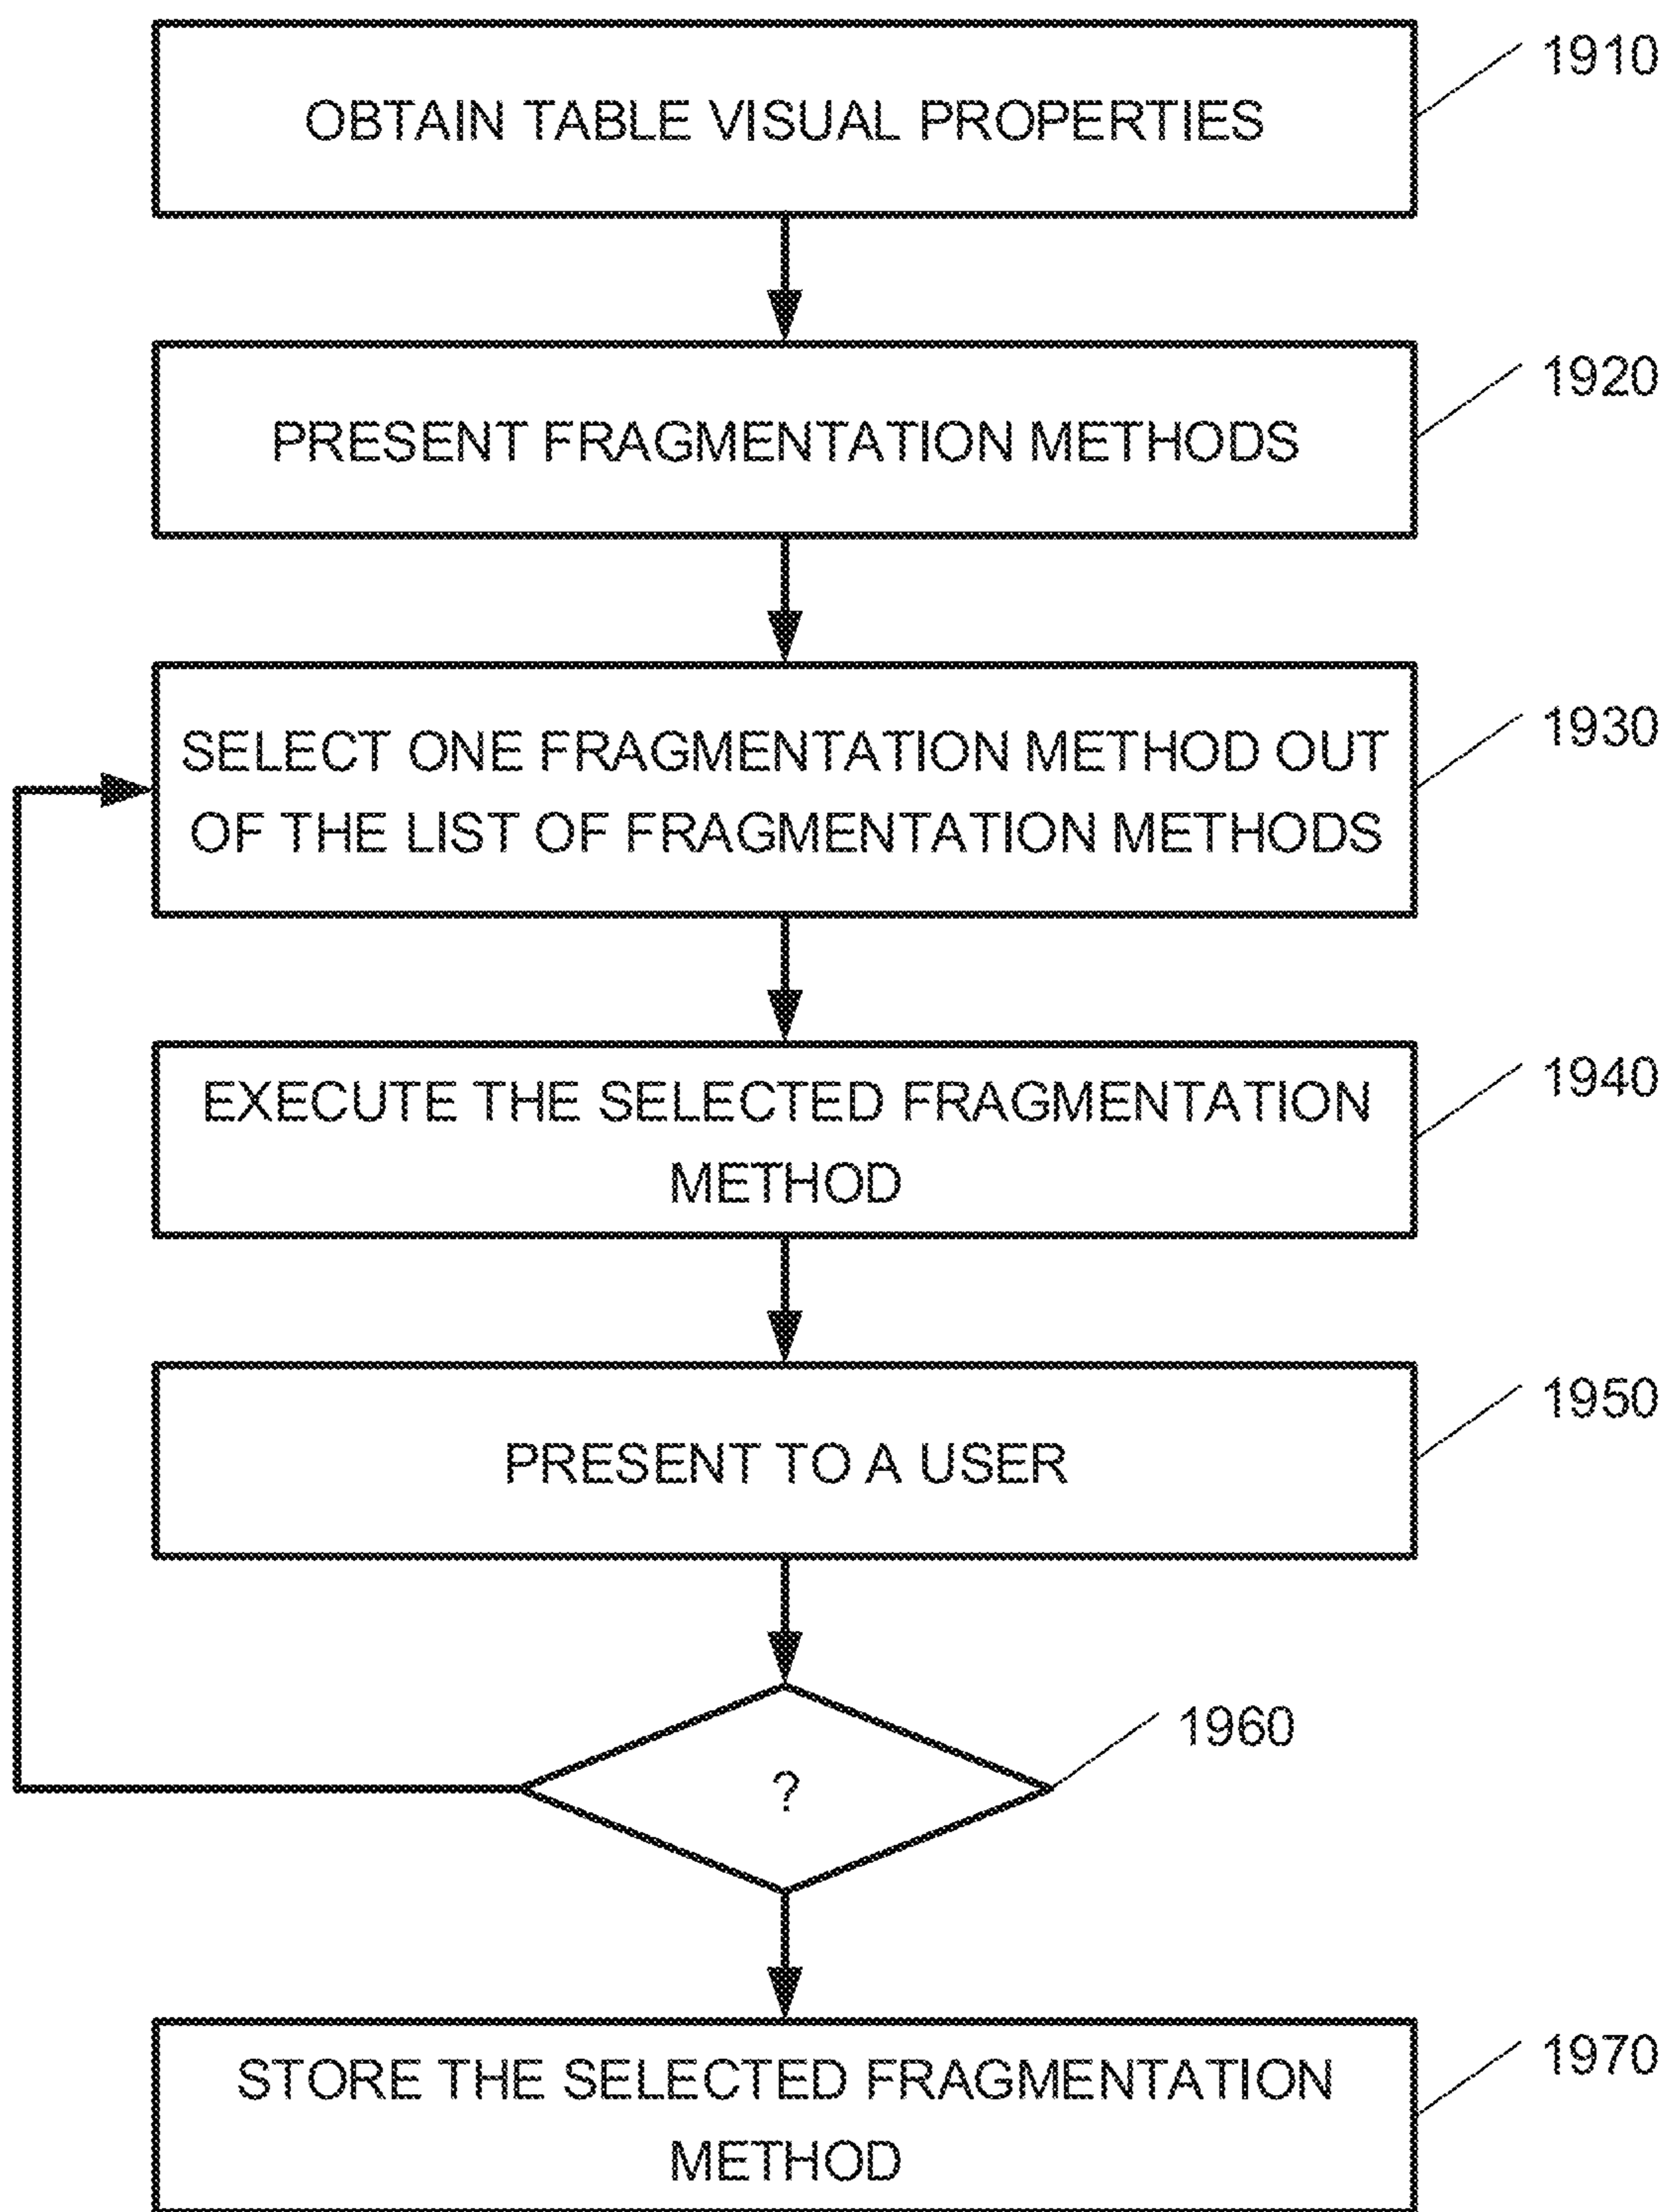 OBTAIN TABLE VISUAL PROPERTIES
1910
PRESENT FRAGMENTATION METHODS
1920
SELECT ONE FRAGMENTATION METHOD OUT
OF THE LIST OF FRAGMENTATION METHODS
1930
EXECUTE THE SELECTED FRAGMENTATION
METHOD
1940
PRESENT TO A USER
1950
?
1960
STORE THE SELECTED FRAGMENTATION
METHOD
1970